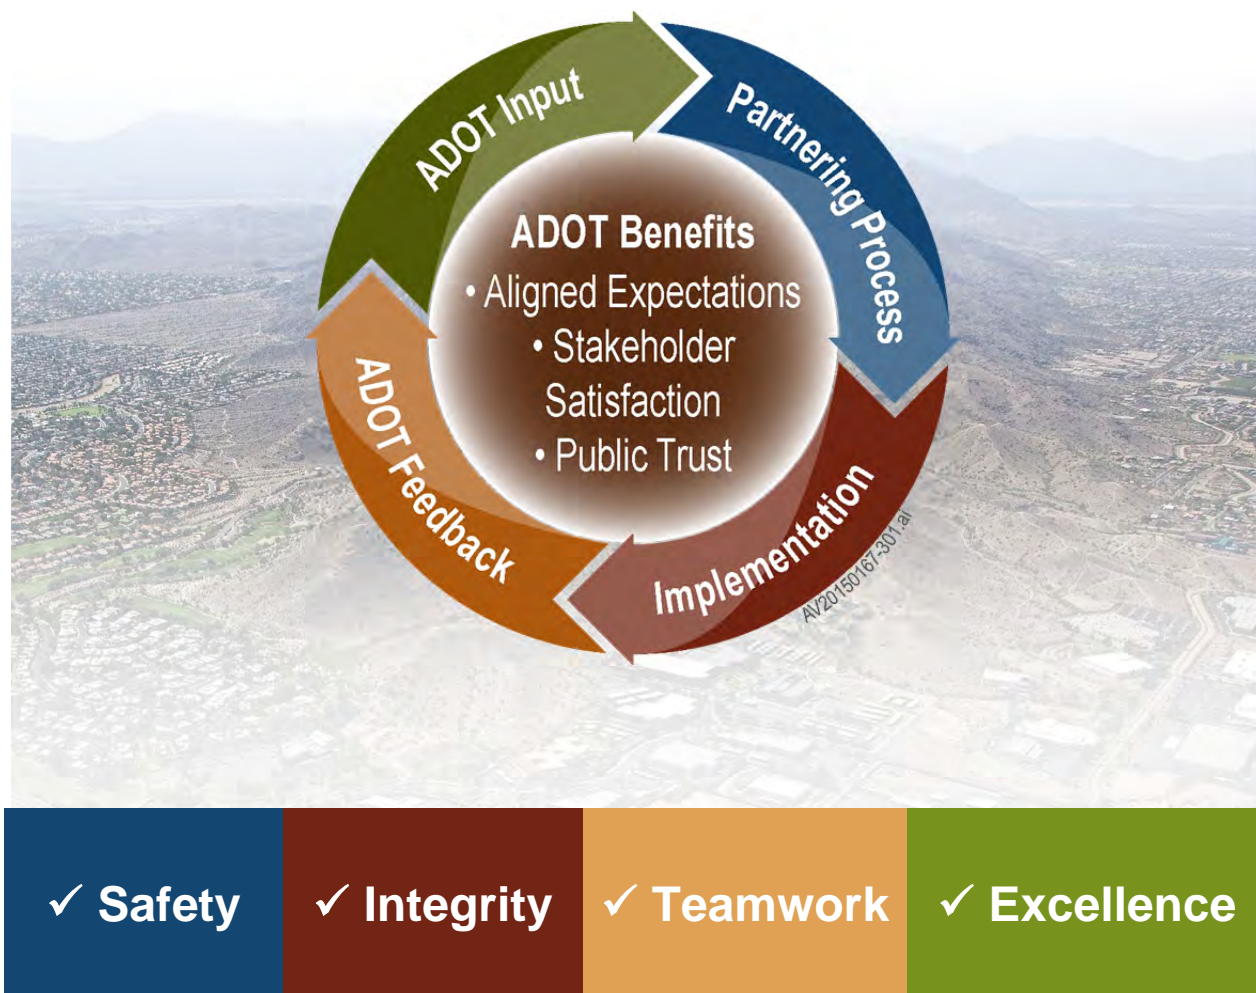 ADOT Input
Partnering Process
ADOT Benefits
• Aligned Expectations
• Stakeholder
Satisfaction
• Public Trust
ADOT Feedback
Implementation
AV20150167-301.ai
✓ Safety
✓ Integrity
✓ Teamwork
✓ Excellence